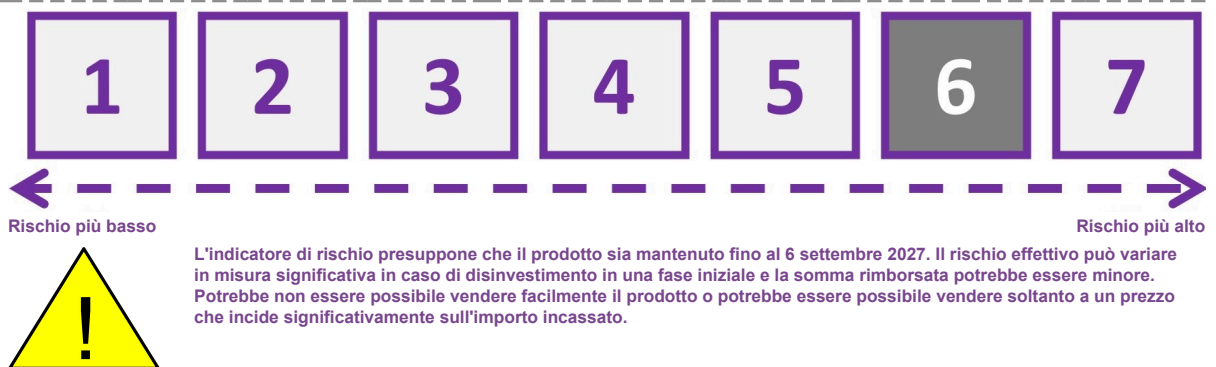 1 2 3 4 5 6 7
Rischio più basso Rischio più alto
L'indicatore di rischio presuppone che il prodotto sia mantenuto fino al 6 settembre 2027. Il rischio effettivo può variare
in misura significativa in caso di disinvestimento in una fase iniziale e la somma rimborsata potrebbe essere minore.
Potrebbe non essere possibile vendere facilmente il prodotto o potrebbe essere possibile vendere soltanto a un prezzo
che incide significativamente sull'importo incassato.
!